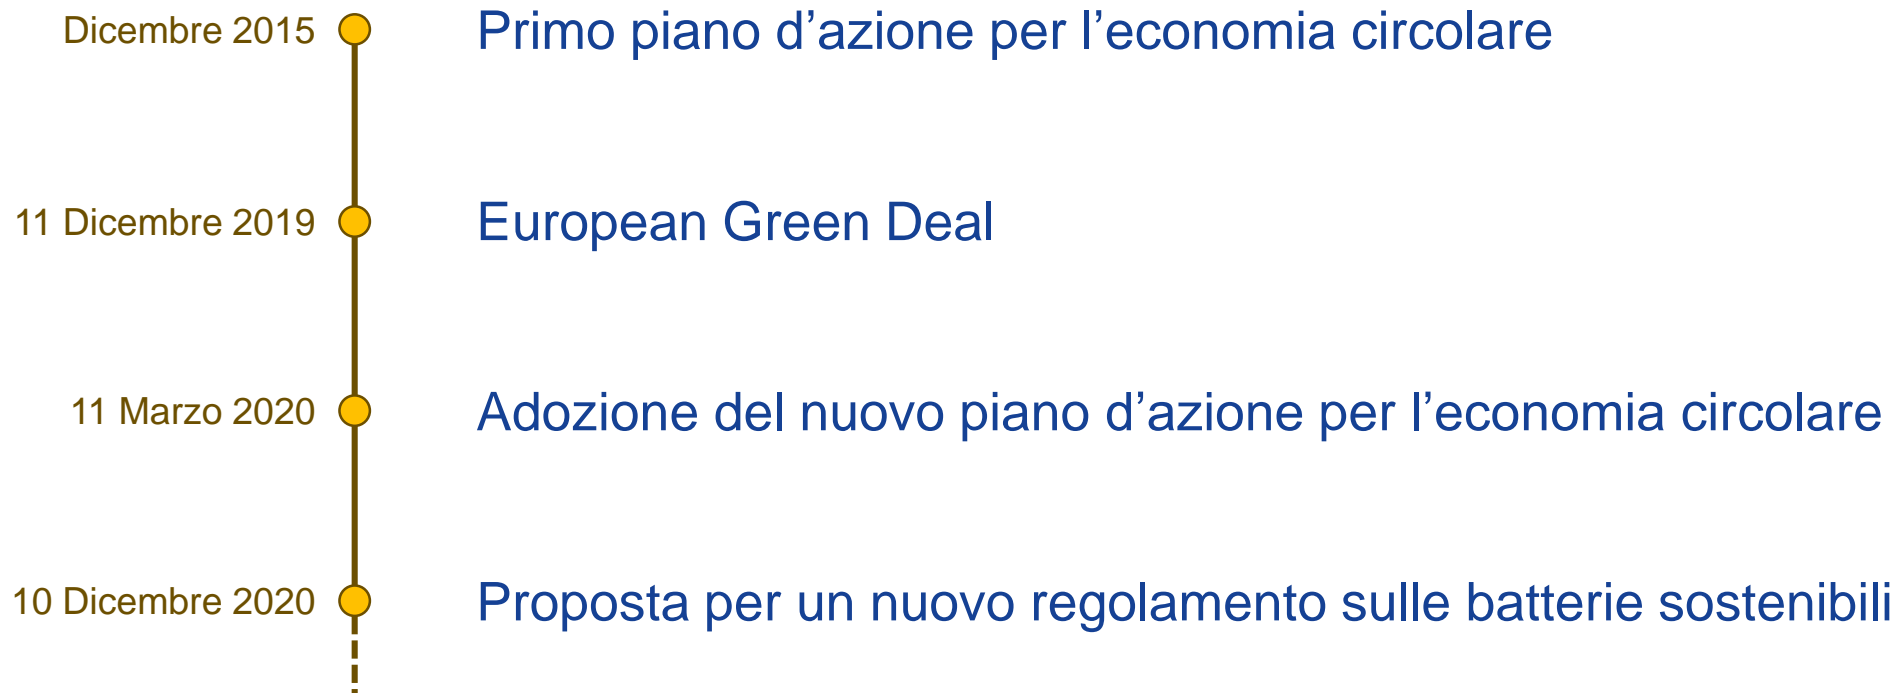 Dicembre 2015 Primo piano d’azione per l’economia circolare
11 Dicembre 2019 European Green Deal
11 Marzo 2020 Adozione del nuovo piano d’azione per l’economia circolare
10 Dicembre 2020 Proposta per un nuovo regolamento sulle batterie sostenibili